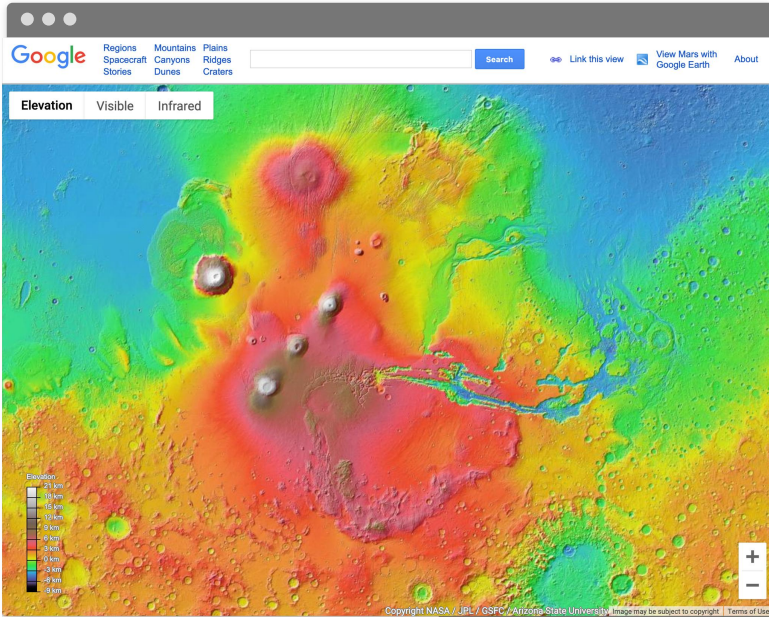 Google
Regions Mountains Plains
Spacecraft Canyons Ridges
Stories Dunes Craters
Search
Link this view
View Mars with
Google Earth
About
Elevation Visible Infrared
Elevation
21 km
18 km
15 km
12 km
9 km
6 km
3 km
0 km
-3 km
-6 km
-9 km
+
−
Copyright NASA / JPL / GSFC / Arizona State University
Image may be subject to copyright
Terms of Use